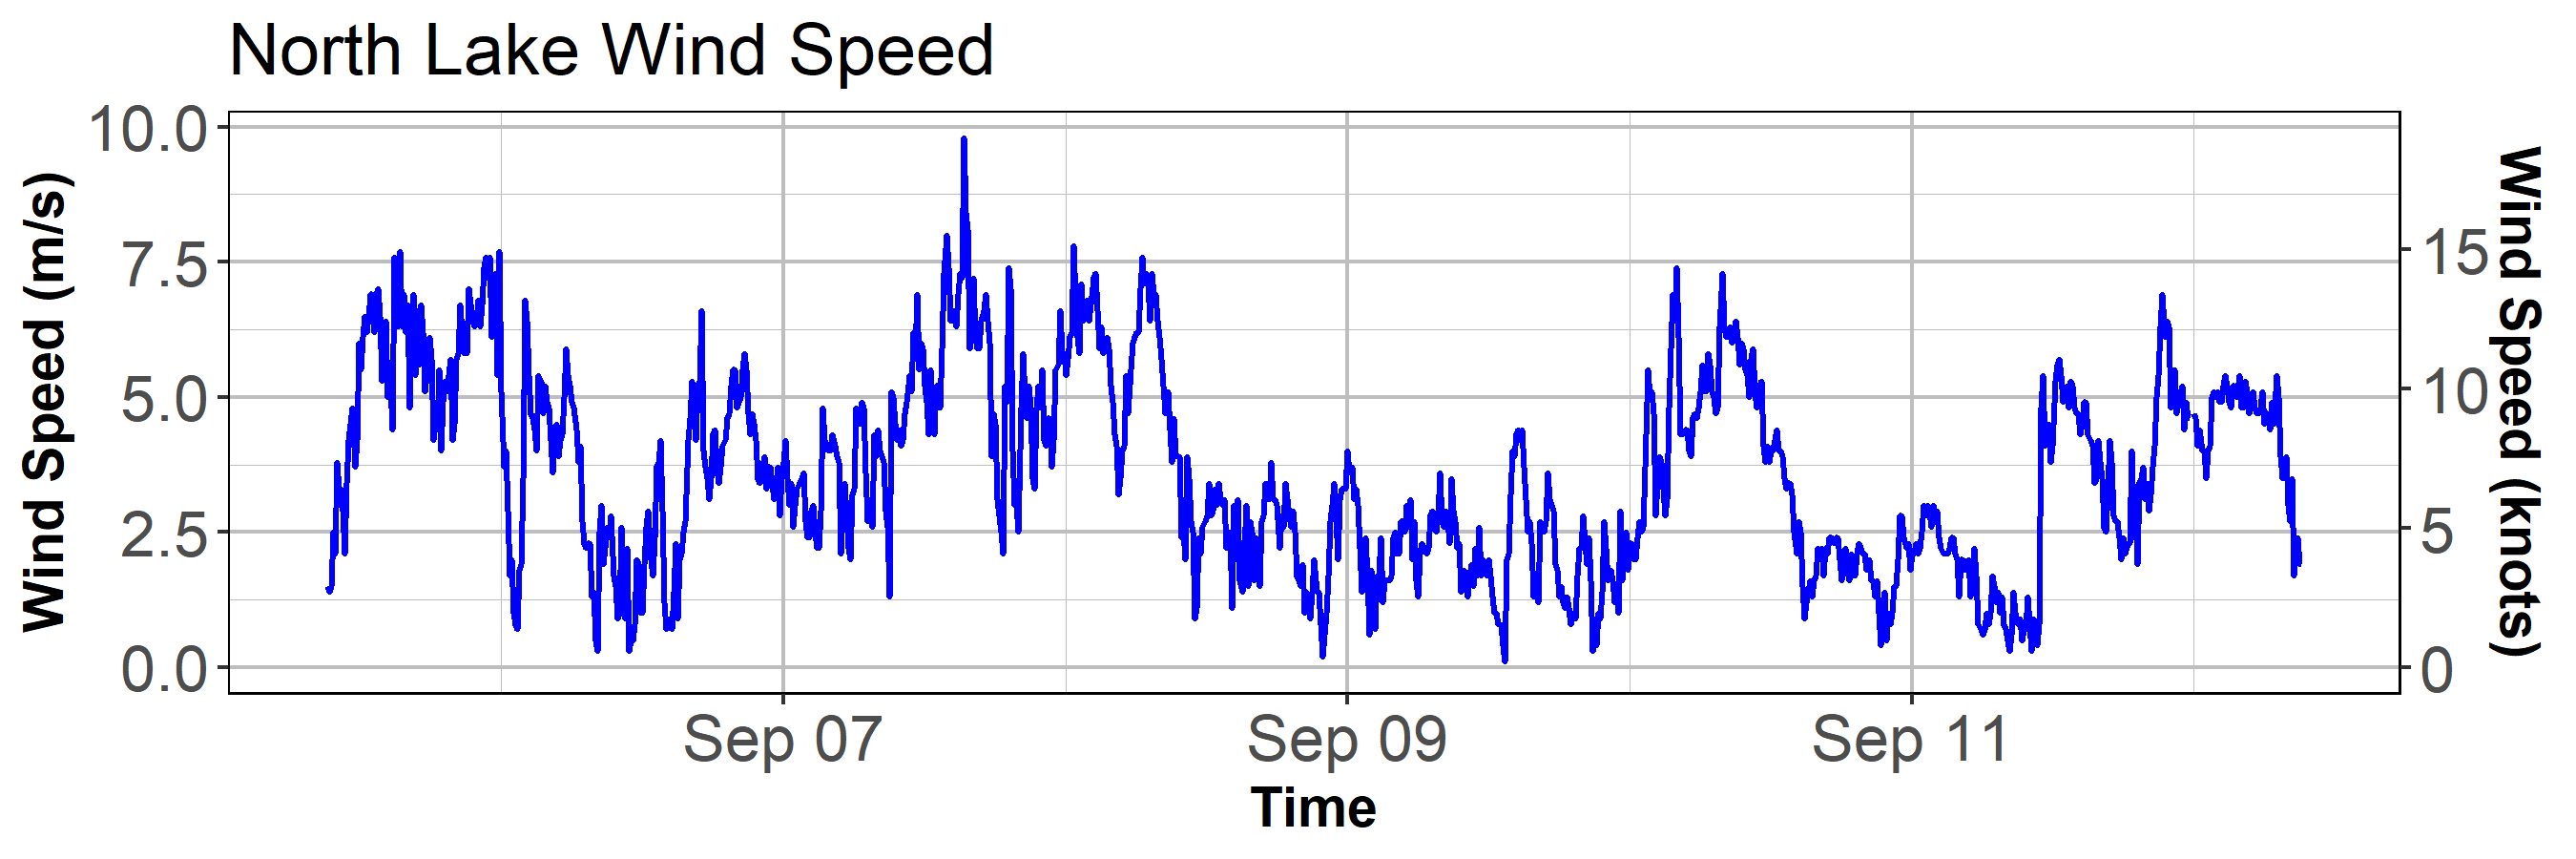 North Lake Wind Speed
Wind Speed (m/s)
10.0
7.5
5.0
2.5
0.0
15
10
5
0
Wind Speed (knots)
Sep 07
Sep 09
Sep 11
Time